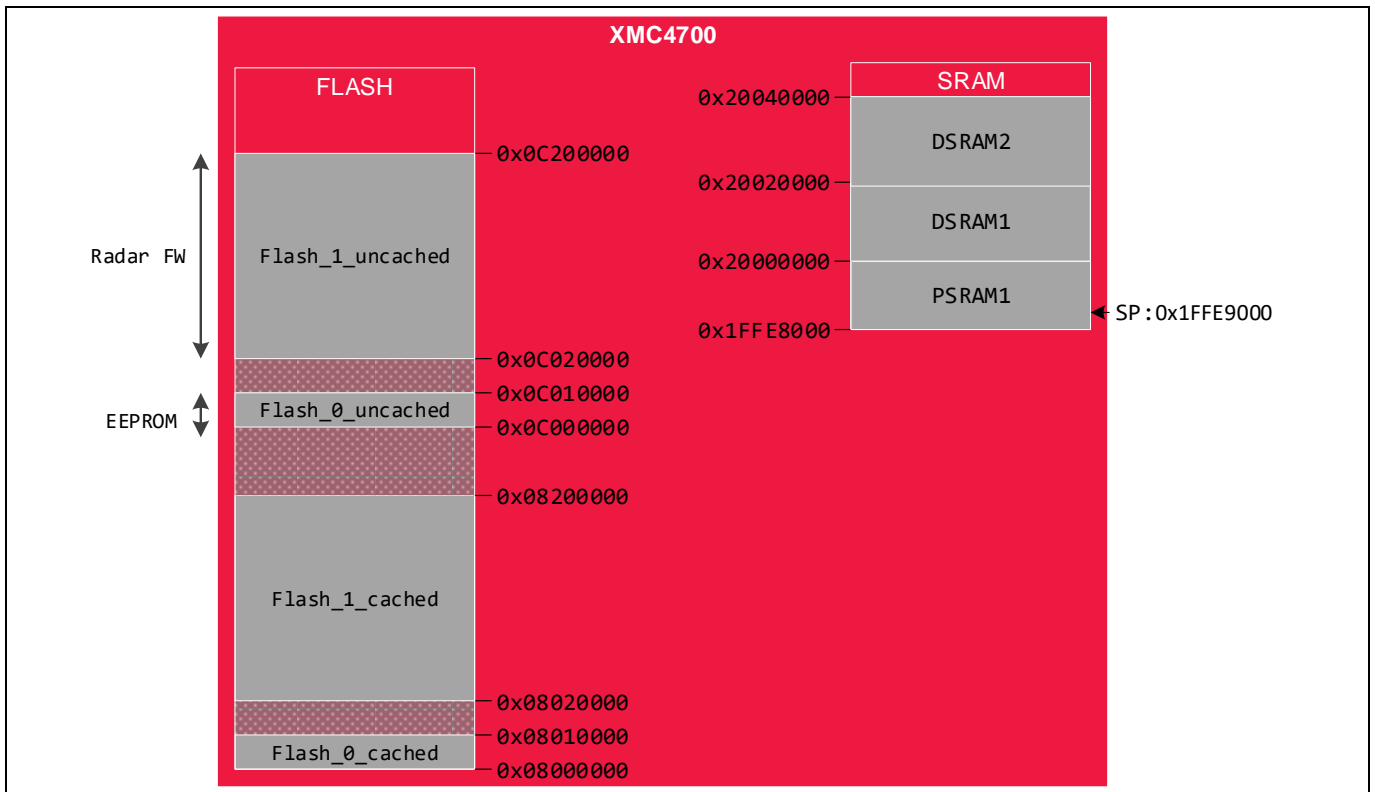 XMC4700
FLASH
SRAM
0x20040000
DSRAM2
0x0C200000
0x20020000
DSRAM1
Radar FW
Flash_1_uncached
0x20000000
PSRAM1
SP:0x1FFE9000
0x1FFE8000
0x0C020000
0x0C010000
EEPROM
Flash_0_uncached
0x0C000000
0x08200000
Flash_1_cached
0x08020000
0x08010000
Flash_0_cached
0x08000000